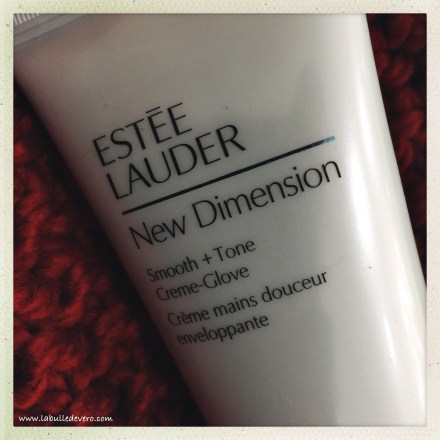 ESTĒE
LAUDER
New Dimension
Smooth + Tone
Creme-Glove
Crème mains douceur
enveloppante
www.labulledevero.com